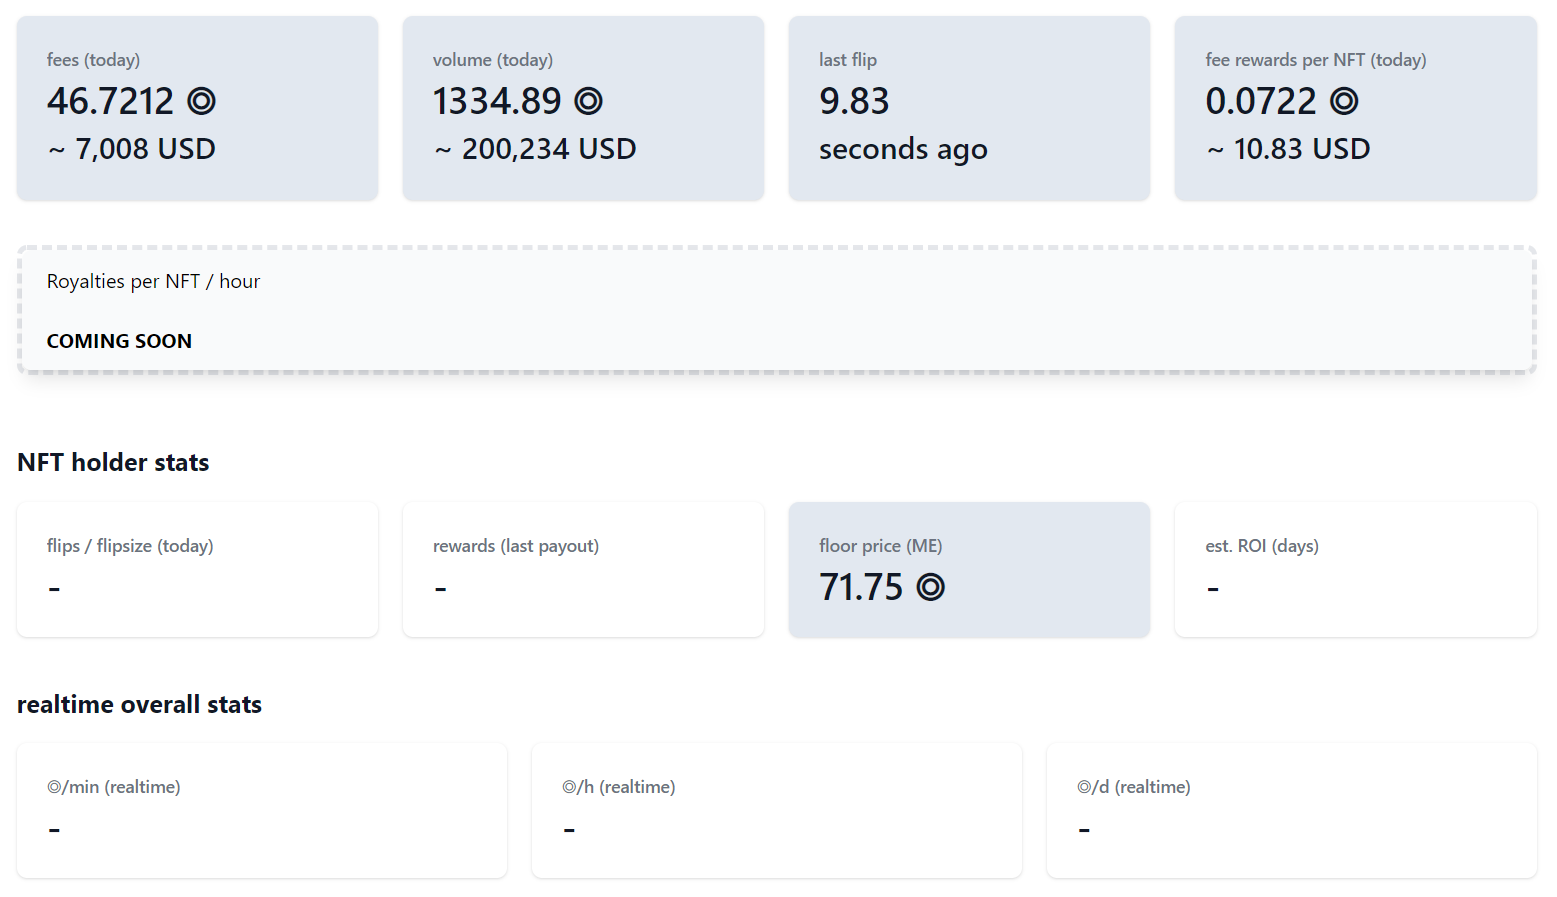 fees (today)
46.7212 ◎
~ 7,008 USD
volume (today)
1334.89 ◎
~ 200,234 USD
last flip
9.83
seconds ago
fee rewards per NFT (today)
0.0722 ◎
~ 10.83 USD
Royalties per NFT / hour
COMING SOON
NFT holder stats
flips / flipsize (today)
-
rewards (last payout)
-
floor price (ME)
71.75 ◎
est. ROI (days)
-
realtime overall stats
◎/min (realtime)
-
◎/h (realtime)
-
◎/d (realtime)
-